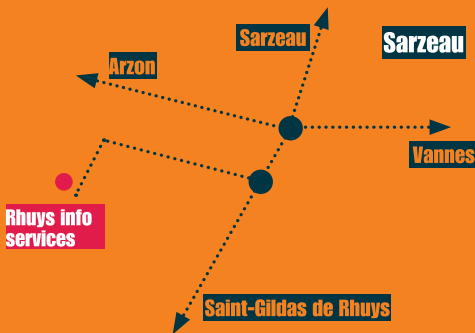 Sarzeau
Sarzeau
Arzon
Vannes
Rhuys info
services
Saint-Gildas de Rhuys